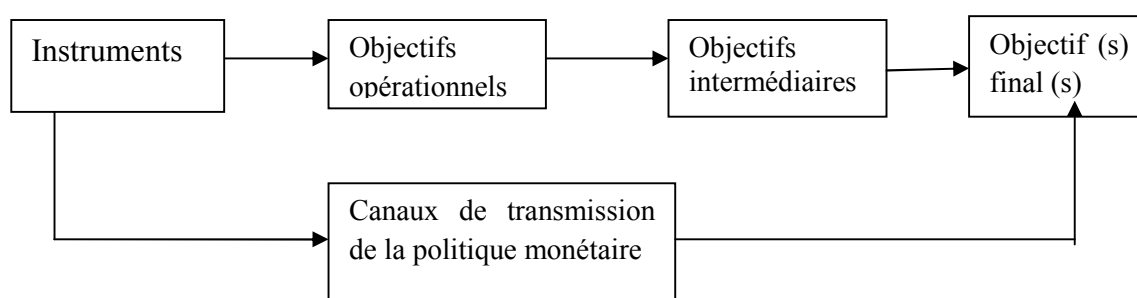 Instruments
Objectifs
opérationnels
Objectifs
intermédiaires
Objectif (s)
final (s)
Canaux de transmission
de la politique monétaire